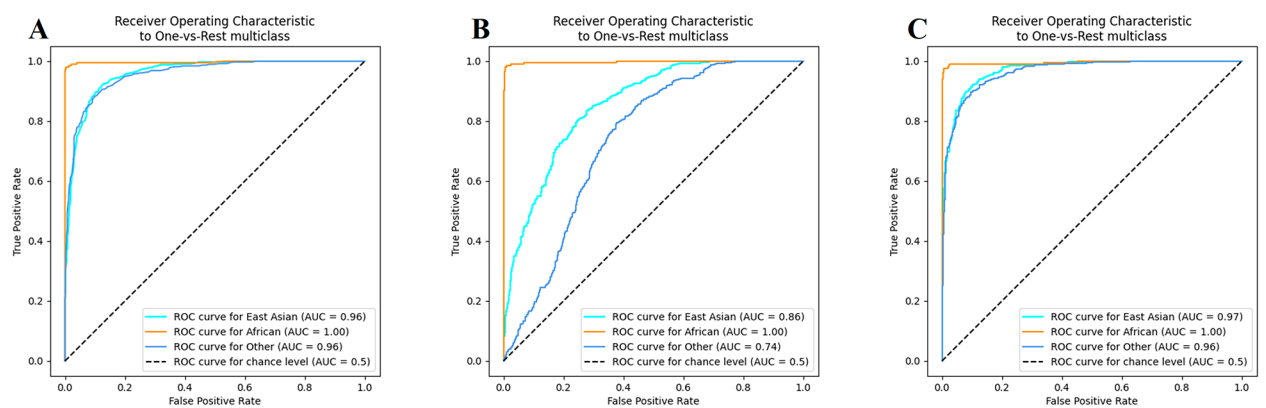 A
Receiver Operating Characteristic
to One-vs-Rest multiclass
True Positive Rate
1.0
0.8
0.6
0.4
0.2
0.0
ROC curve for East Asian (AUC = 0.96)
ROC curve for African (AUC = 1.00)
ROC curve for Other (AUC = 0.96)
ROC curve for chance level (AUC = 0.5)
0.0 0.2 0.4 0.6 0.8 1.0
False Positive Rate
B
Receiver Operating Characteristic
to One-vs-Rest multiclass
True Positive Rate
1.0
0.8
0.6
0.4
0.2
0.0
ROC curve for East Asian (AUC = 0.86)
ROC curve for African (AUC = 1.00)
ROC curve for Other (AUC = 0.74)
ROC curve for chance level (AUC = 0.5)
0.0 0.2 0.4 0.6 0.8 1.0
False Positive Rate
C
Receiver Operating Characteristic
to One-vs-Rest multiclass
True Positive Rate
1.0
0.8
0.6
0.4
0.2
0.0
ROC curve for East Asian (AUC = 0.97)
ROC curve for African (AUC = 1.00)
ROC curve for Other (AUC = 0.96)
ROC curve for chance level (AUC = 0.5)
0.0 0.2 0.4 0.6 0.8 1.0
False Positive Rate